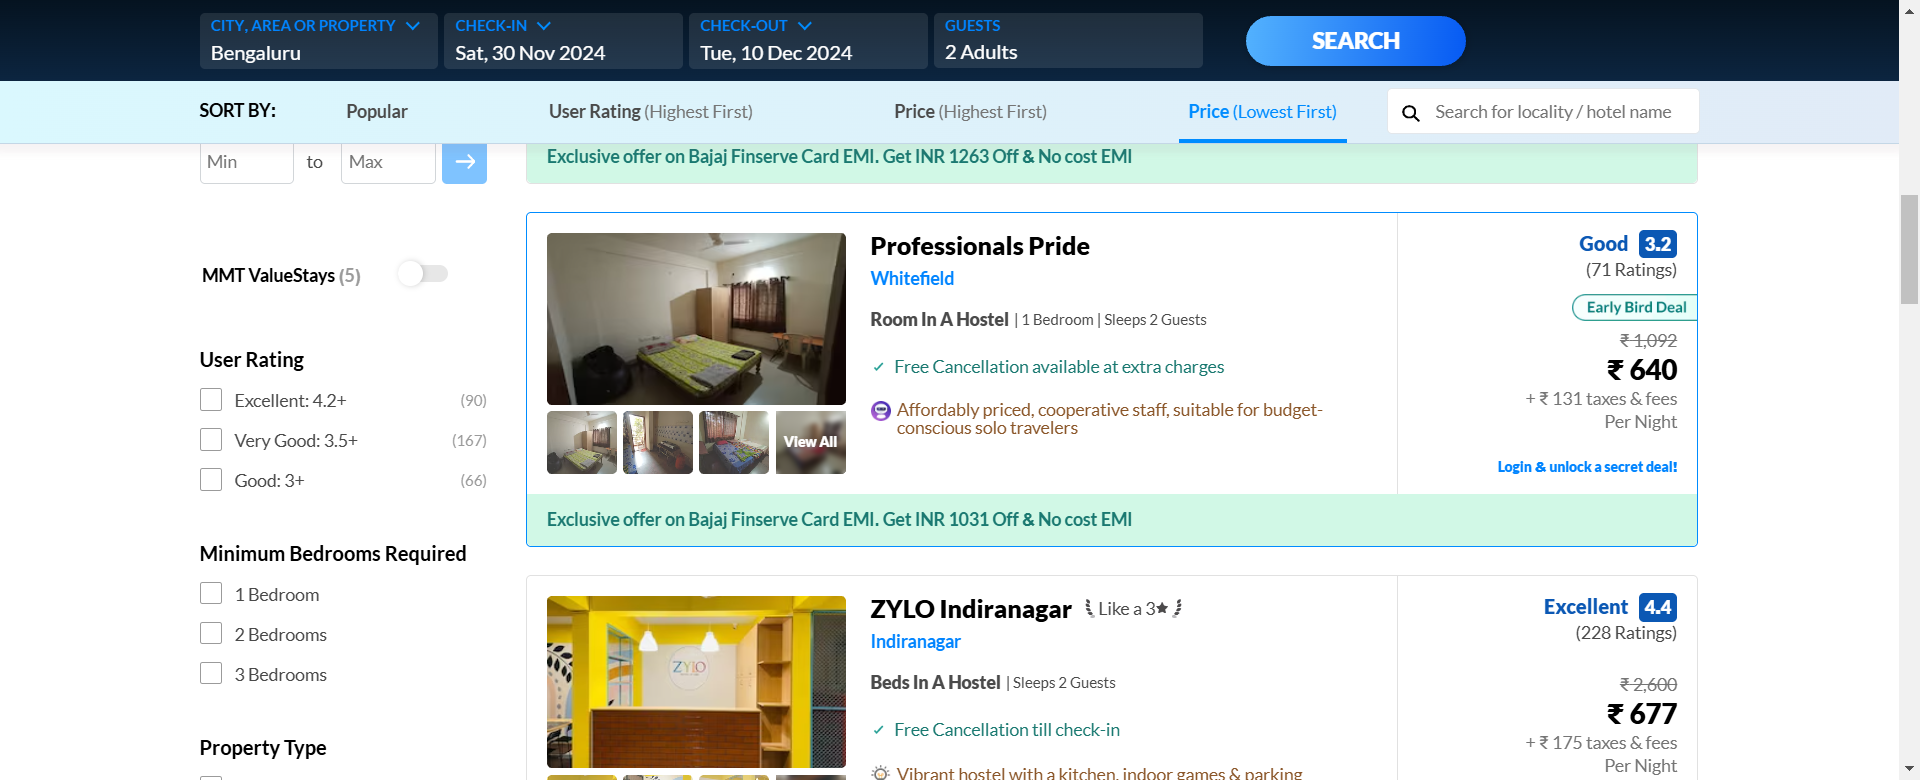 CITY, AREA OR PROPERTY
Bengaluru
CHECK-IN
Sat, 30 Nov 2024
CHECK-OUT
Tue, 10 Dec 2024
GUESTS
2 Adults
SEARCH
SORT BY:
Popular
User Rating (Highest First)
Price (Highest First)
Price (Lowest First)
Search for locality / hotel name
Min
to
Max
MMT ValueStays (5)
User Rating
Excellent: 4.2+ (90)
Very Good: 3.5+ (167)
Good: 3+ (66)
Minimum Bedrooms Required
1 Bedroom
2 Bedrooms
3 Bedrooms
Property Type
Exclusive offer on Bajaj Finserve Card EMI. Get INR 1263 Off & No cost EMI
View All
Professionals Pride
Whitefield
Room In A Hostel | 1 Bedroom | Sleeps 2 Guests
Free Cancellation available at extra charges
Affordably priced, cooperative staff, suitable for budget-
conscious solo travelers
Good 3.2
(71 Ratings)
Early Bird Deal
₹ 1,092
₹ 640
+ ₹ 131 taxes & fees
Per Night
Login & unlock a secret deal!
Exclusive offer on Bajaj Finserve Card EMI. Get INR 1031 Off & No cost EMI
ZYLO
ZYLO Indiranagar Like a 3★
Indiranagar
Beds In A Hostel | Sleeps 2 Guests
Free Cancellation till check-in
Vibrant hostel with a kitchen, indoor games & parking
Excellent 4.4
(228 Ratings)
₹ 2,600
₹ 677
+ ₹ 175 taxes & fees
Per Night